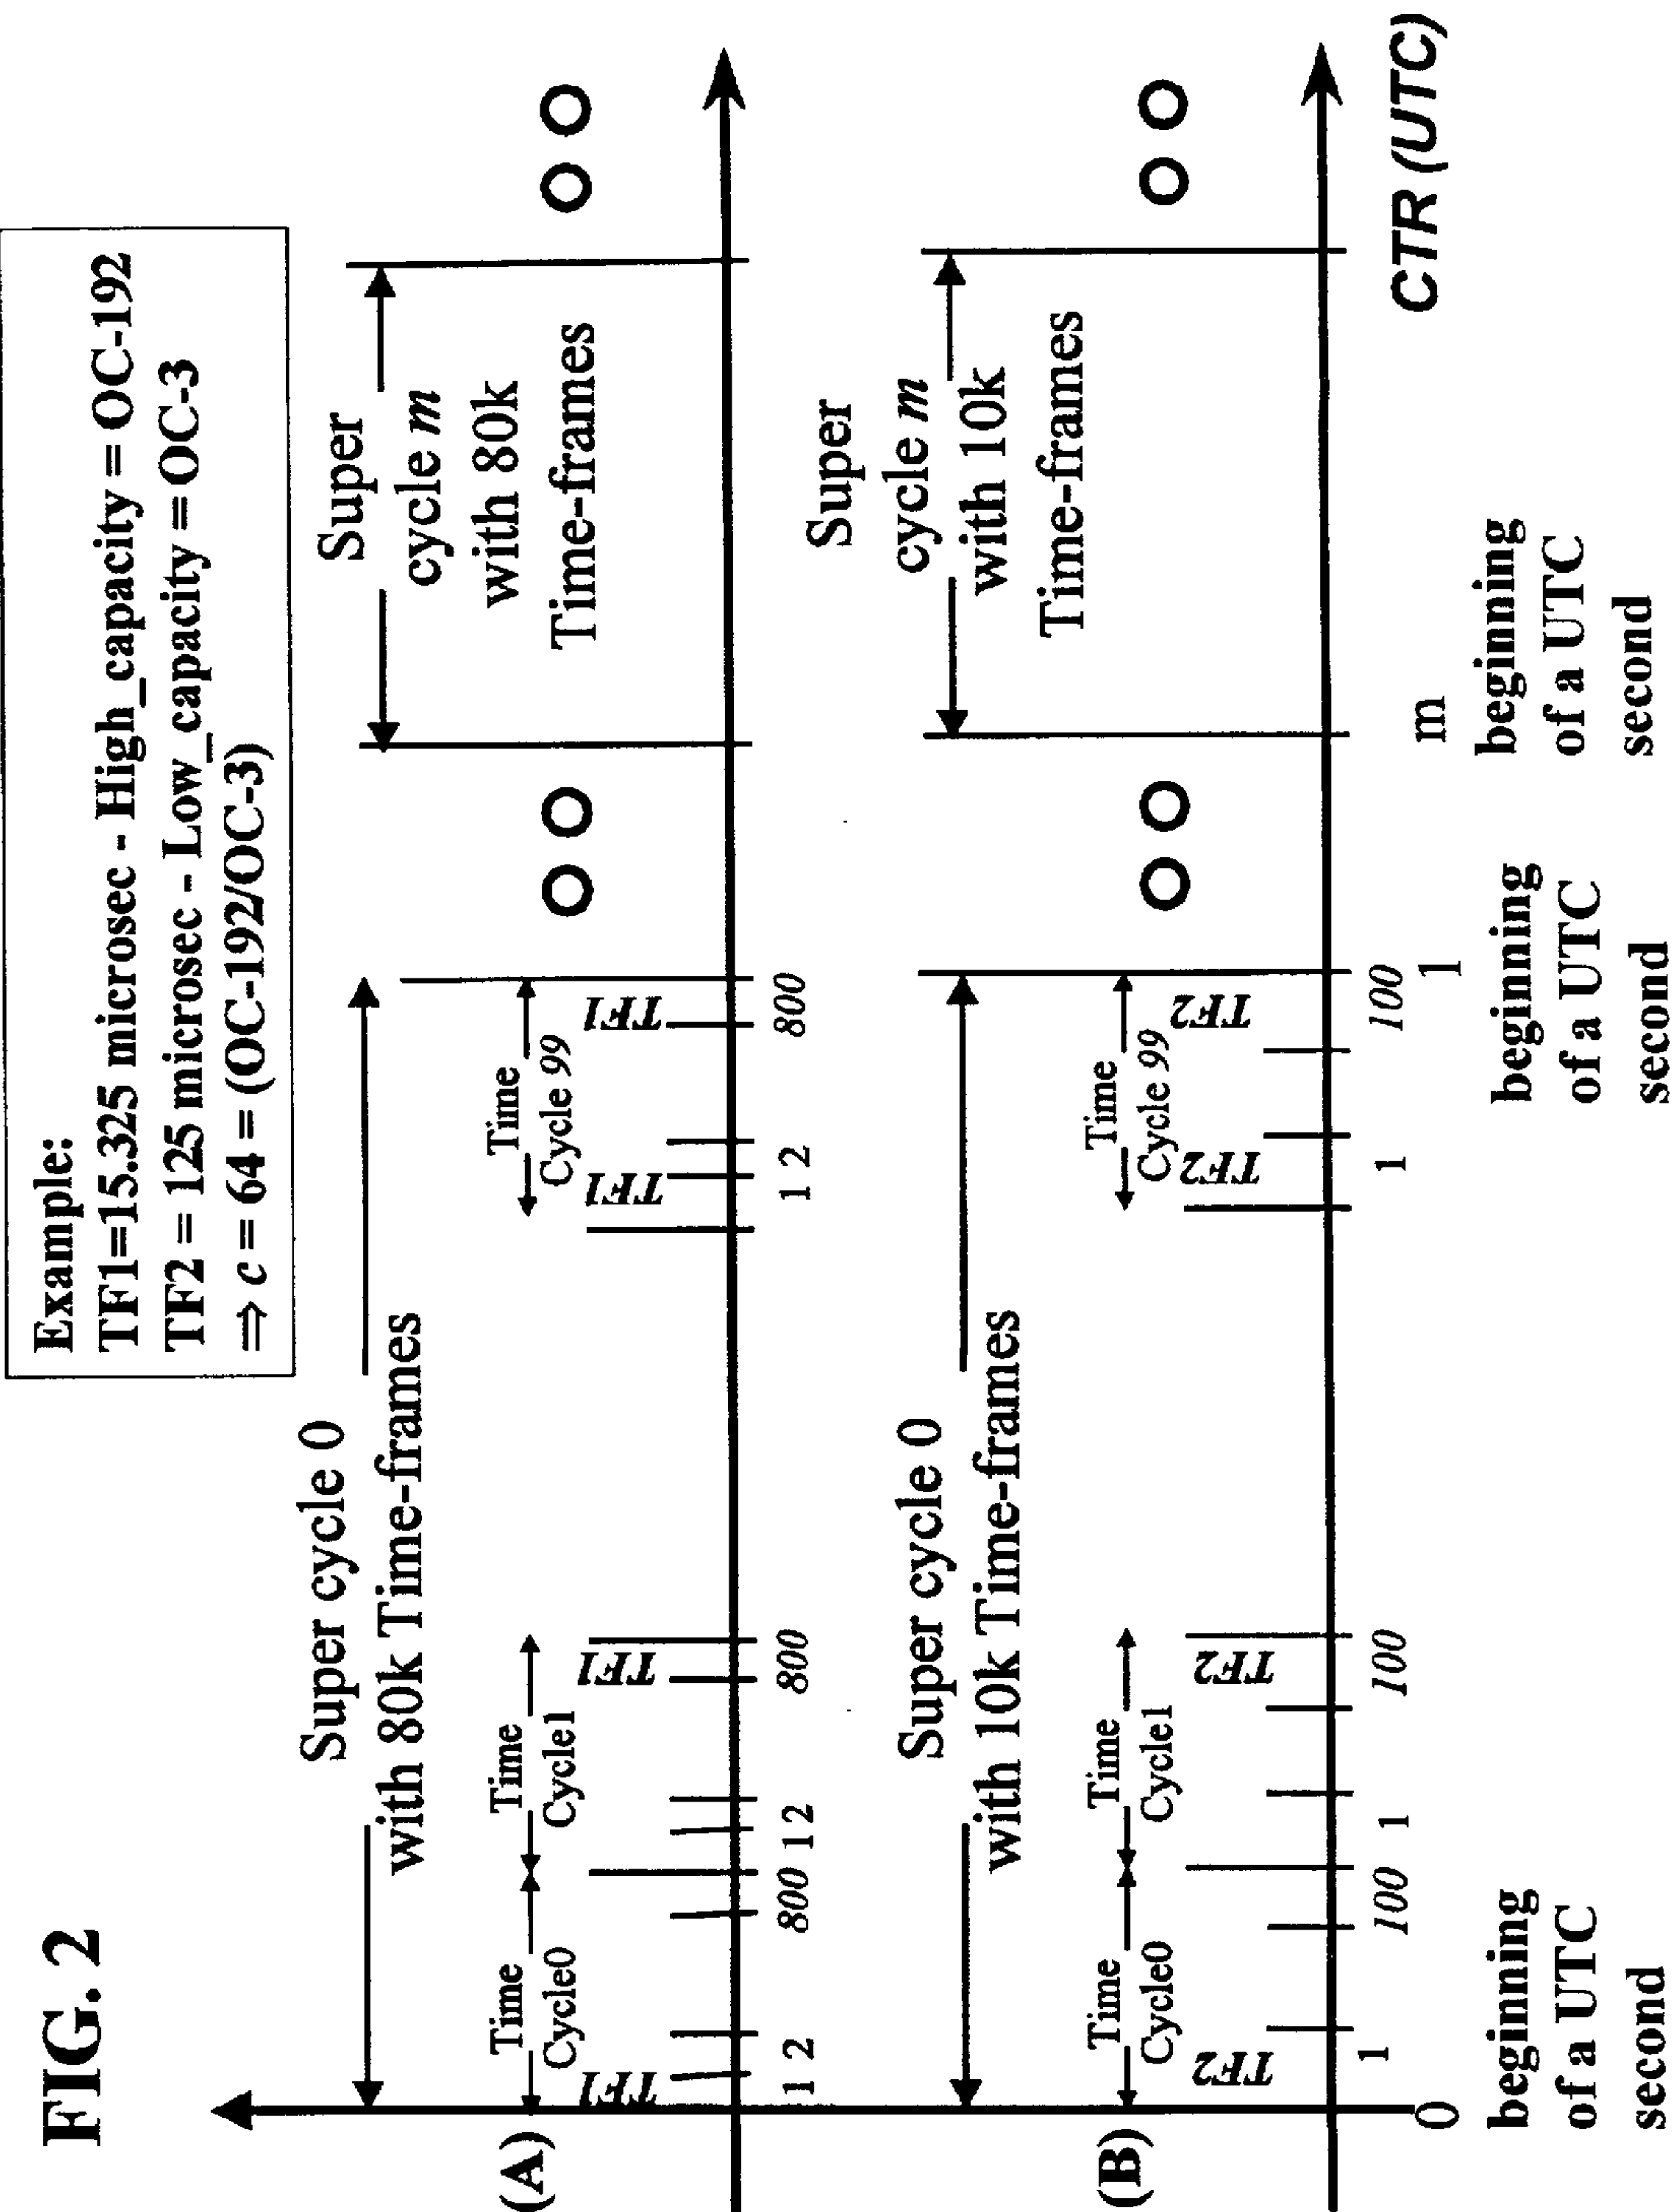 FIG. 2
Example:
TF1=15.325 microsec - High_capacity = OC-192
TF2 = 125 microsec - Low_capacity = OC-3
⇒ c = 64 = (OC-192/OC-3)
(A)
Super cycle 0
with 80k Time-frames
Super
cycle m
with 80k
Time-frames
Time
Cycle0
Time
Cycle1
Time
Cycle 99
TF1
TF1
TF1
TF1
1 2
800
1 2
800
1 2
800
(B)
Super cycle 0
with 10k Time-frames
Super
cycle m
with 10k
Time-frames
Time
Cycle0
Time
Cycle1
Time
Cycle 99
TF2
TF2
TF2
TF2
1
100
1
100
1
100
0
beginning
of a UTC
second
1
beginning
of a UTC
second
m
beginning
of a UTC
second
CTR (UTC)